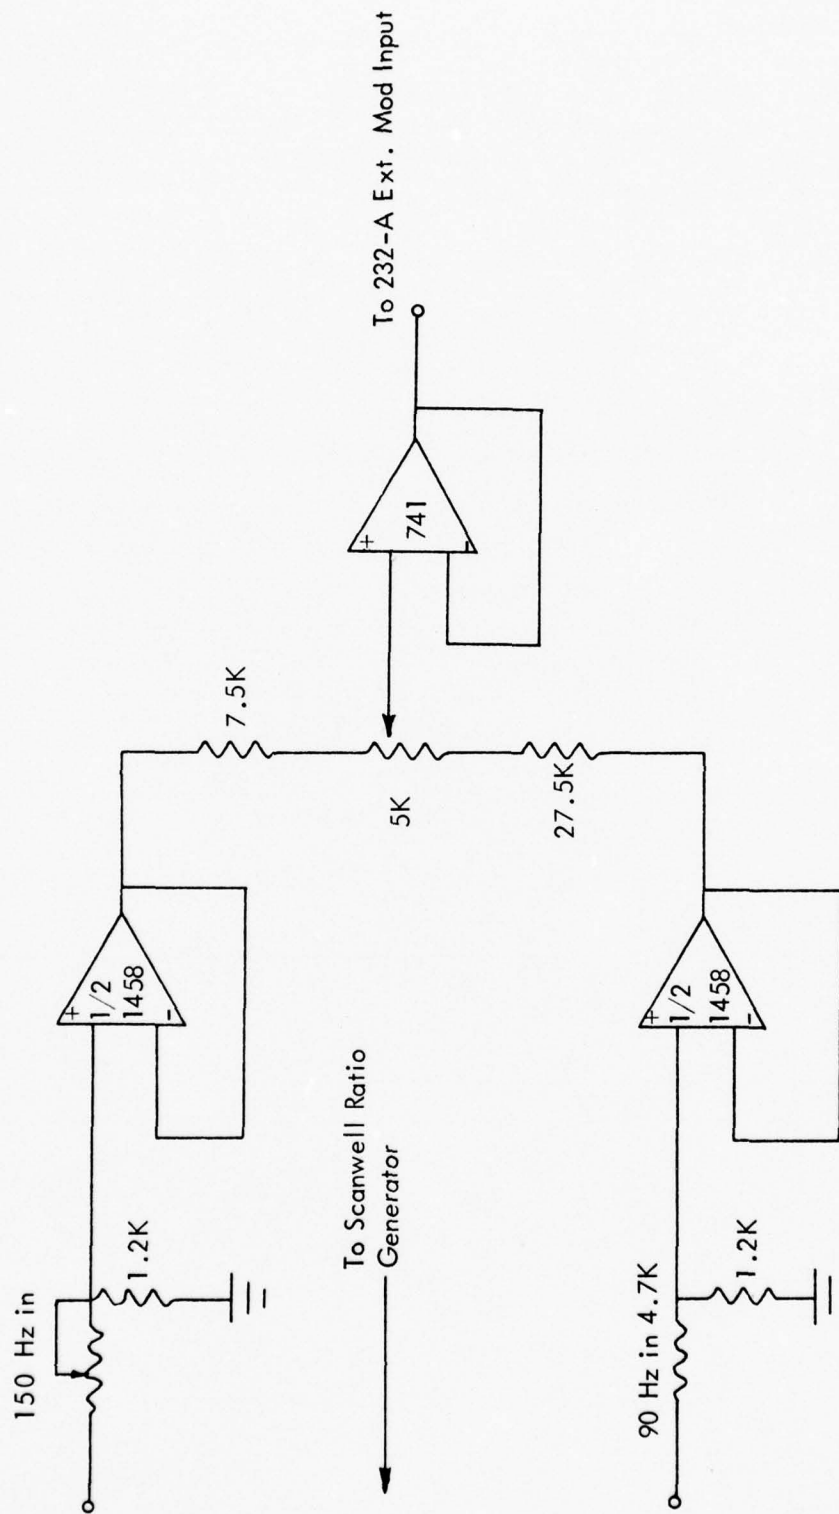 150 Hz in
1.2K
+
1/2
1458
-
7.5K
To Scanwell Ratio
Generator
5K
+
741
-
To 232-A Ext. Mod Input
27.5K
90 Hz in 4.7K
1.2K
+
1/2
1458
-